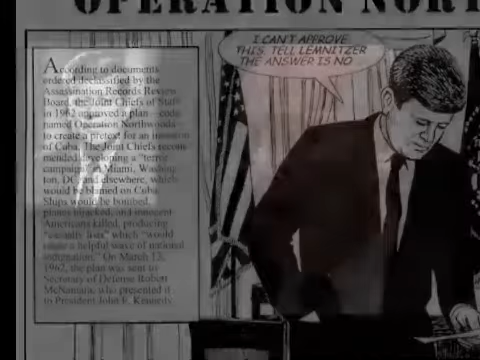 OPERATION NORT
I CAN'T APPROVE
THIS. TELL LEMNITZER
THE ANSWER IS NO
According to documents
ordered declassified by the
Assassination Records Review
Board, the Joint Chiefs of Staff
in 1962 approved a plan code
named Operation Northwoods
to create a pretext for an invasion
of Cuba. The Joint Chiefs recom
mended developing a "terror
campaign" in Miami, Washing
ton, DC, and elsewhere, which
would be blamed on Cuba.
Ships would be bombed,
planes hijacked, and innocent
Americans killed, producing
"casualty lists" which "would
cause a helpful wave of national
indignation." On March 13,
1962, the plan was sent to
Secretary of Defense Robert
McNamara, who presented it
to President John F. Kennedy